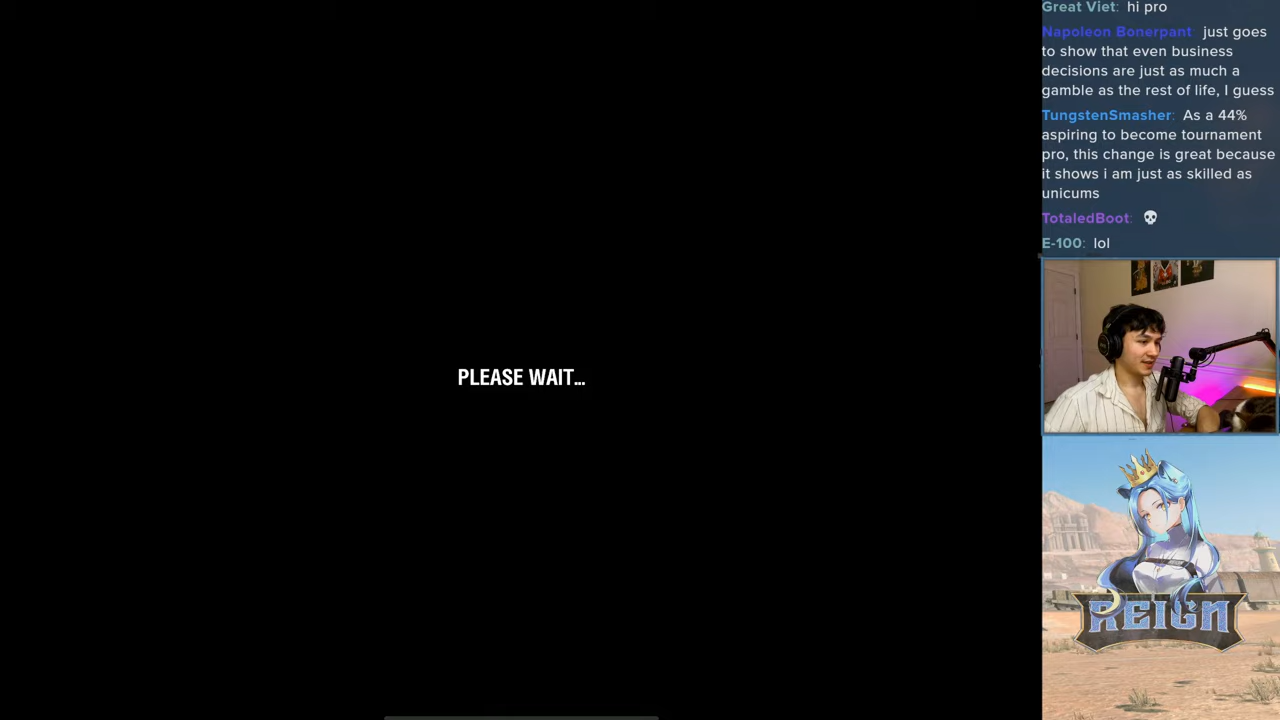 Great Viet: hi pro
Napoleon Bonerpant: just goes
to show that even business
decisions are just as much a
gamble as the rest of life, I guess
TungstenSmasher: As a 44%
aspiring to become tournament
pro, this change is great because
it shows i am just as skilled as
unicums
TotaledBoot: 💀
E-100: lol
PLEASE WAIT...
REIGN